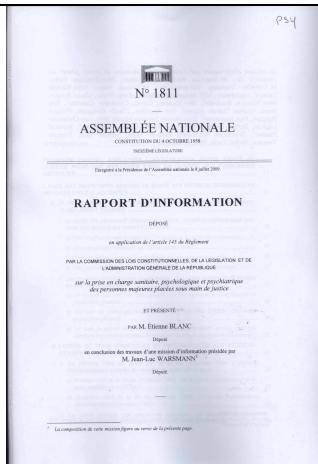 PSY
N° 1811
ASSEMBLÉE NATIONALE
CONSTITUTION DU 4 OCTOBRE 1958
TREIZIÈME LÉGISLATURE
Enregistré à la Présidence de l'Assemblée nationale le 8 juillet 2009
RAPPORT D'INFORMATION
DÉPOSÉ
en application de l'article 145 du Règlement
PAR LA COMMISSION DES LOIS CONSTITUTIONNELLES, DE LA LÉGISLATION ET DE
L'ADMINISTRATION GÉNÉRALE DE LA RÉPUBLIQUE
sur la prise en charge sanitaire, psychologique et psychiatrique
des personnes majeures placées sous main de justice
ET PRÉSENTÉ
PAR M. Étienne BLANC
Député
en conclusion des travaux d'une mission d'information présidée par
M. Jean-Luc WARSMANN¹
Député
¹ La composition de cette mission figure au verso de la présente page.